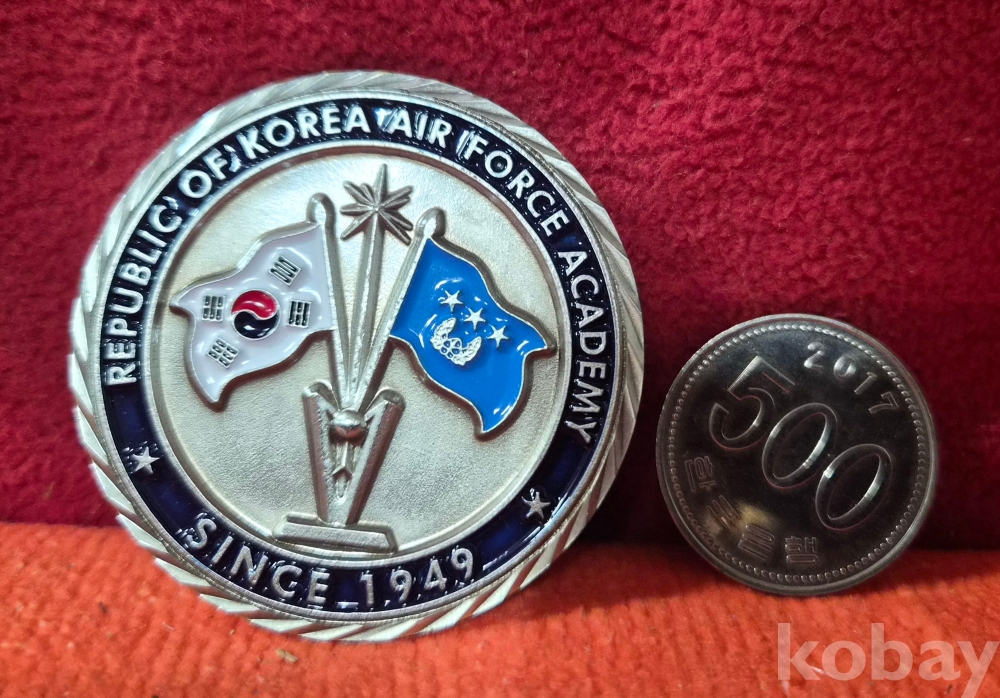 REPUBLIC OF KOREA AIR FORCE ACADEMY
SINCE 1949
2017
500
한국은행
kobay